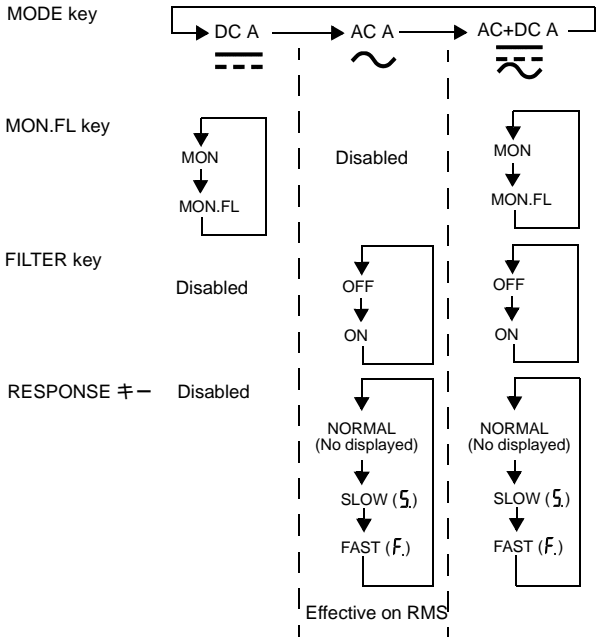 MODE key
DC A
AC A
AC+DC A
MON.FL key
MON
MON.FL
Disabled
MON
MON.FL
FILTER key
Disabled
OFF
ON
OFF
ON
RESPONSE キー
Disabled
NORMAL
(No displayed)
SLOW (S.)
FAST (F.)
NORMAL
(No displayed)
SLOW (S.)
FAST (F.)
Effective on RMS